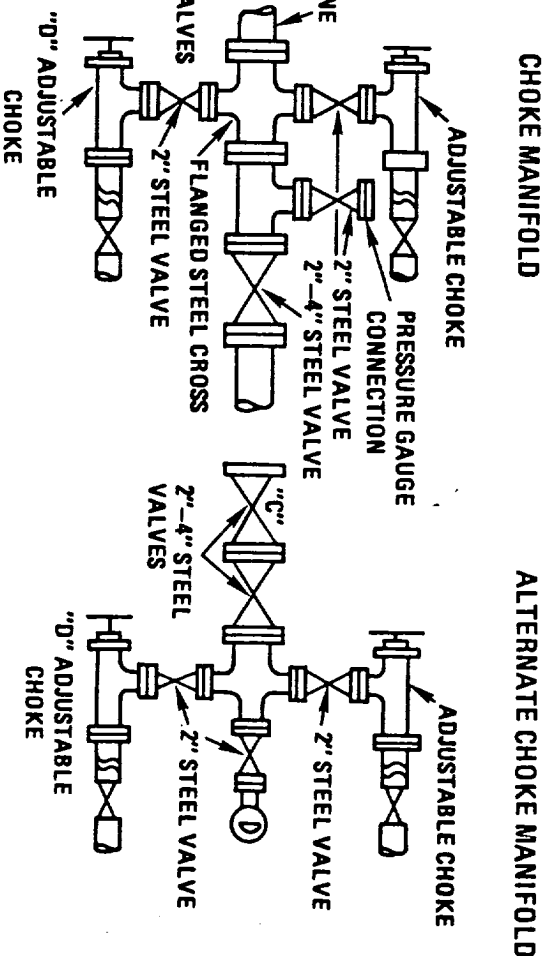 CHOKE MANIFOLD
ADJUSTABLE CHOKE
PRESSURE GAUGE
CONNECTION
2" STEEL VALVE
2"–4" STEEL VALVE
FLANGED STEEL CROSS
2" STEEL VALVE
"D" ADJUSTABLE
CHOKE
NE
ALVES
ALTERNATE CHOKE MANIFOLD
ADJUSTABLE CHOKE
2" STEEL VALVE
"C"
2"–4" STEEL
VALVES
2" STEEL VALVE
"D" ADJUSTABLE
CHOKE